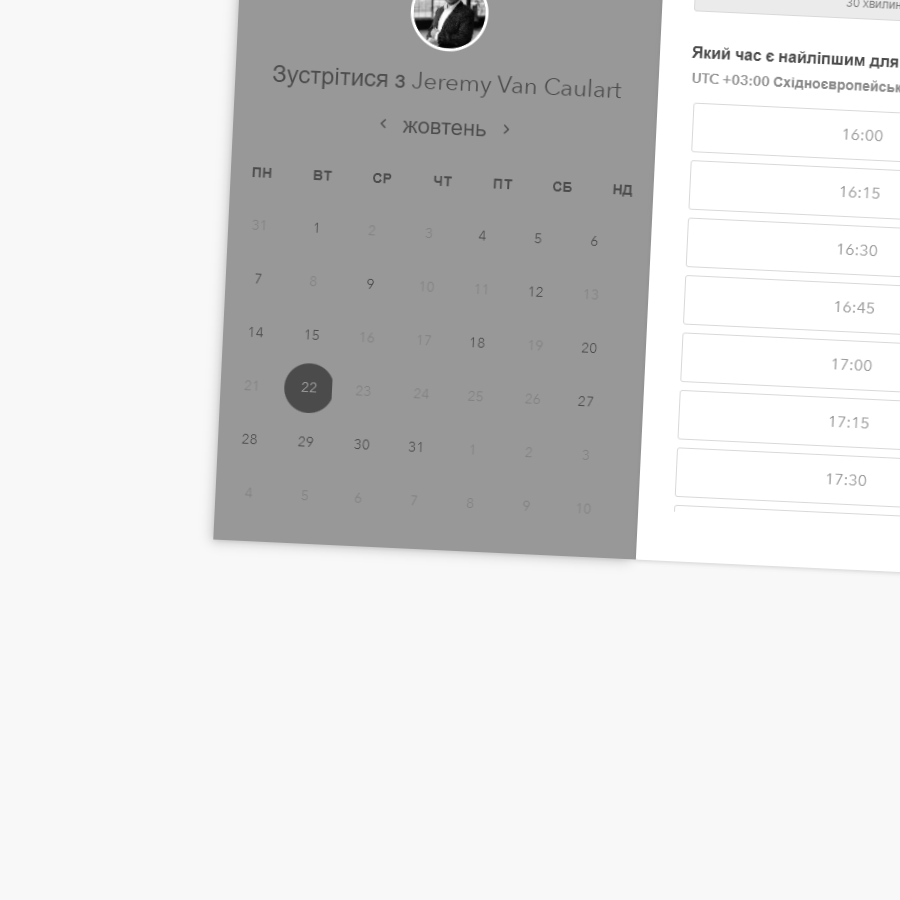 Зустрітися з Jeremy Van Caulart
жовтень
ПН ВТ СР ЧТ ПТ СБ НД
31 1 2 3 4 5 6
7 8 9 10 11 12 13
14 15 16 17 18 19 20
21 22 23 24 25 26 27
28 29 30 31 1 2 3
4 5 6 7 8 9 10
30 хвилин
Який час є найліпшим для
UTC +03:00
16:00
16:15
16:30
16:45
17:00
17:15
17:30